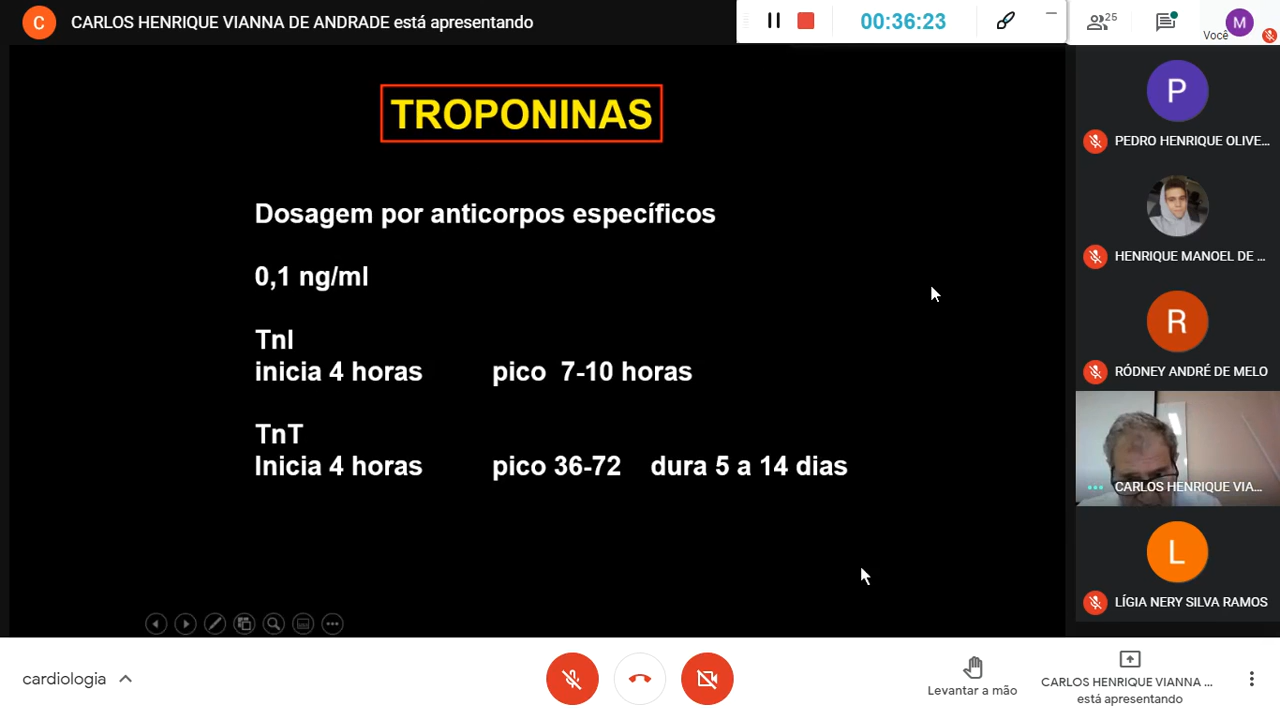 C
CARLOS HENRIQUE VIANNA DE ANDRADE está apresentando
00:36:23
25
Você
M
TROPONINAS
Dosagem por anticorpos específicos
0,1 ng/ml
TnI
inicia 4 horas pico 7-10 horas
TnT
Inicia 4 horas pico 36-72 dura 5 a 14 dias
P
PEDRO HENRIQUE OLIVE...
HENRIQUE MANOEL DE ...
R
RÓDNEY ANDRÉ DE MELO
CARLOS HENRIQUE VIA...
L
LÍGIA NERY SILVA RAMOS
cardiologia
Levantar a mão
CARLOS HENRIQUE VIANNA ...
está apresentando